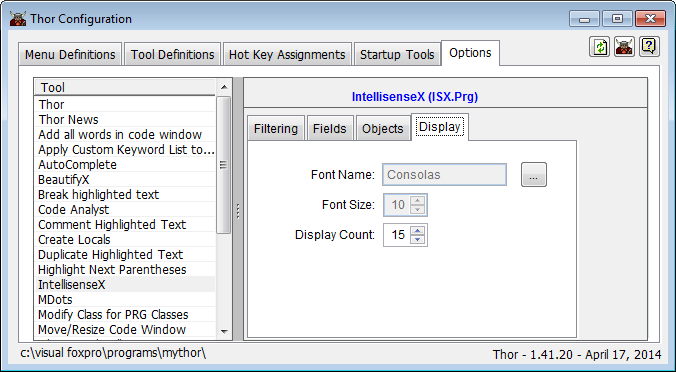 Thor Configuration
Menu Definitions Tool Definitions Hot Key Assignments Startup Tools Options
Tool
Thor
Thor News
Add all words in code window
Apply Custom Keyword List to...
AutoComplete
BeautifyX
Break highlighted text
Code Analyst
Comment Highlighted Text
Create Locals
Duplicate Highlighted Text
Highlight Next Parentheses
IntellisenseX
MDots
Modify Class for PRG Classes
Move/Resize Code Window
IntellisenseX (ISX.Prg)
Filtering Fields Objects Display
Font Name: Consolas ...
Font Size: 10
Display Count: 15
c:\visual foxpro\programs\mythor\
Thor - 1.41.20 - April 17, 2014